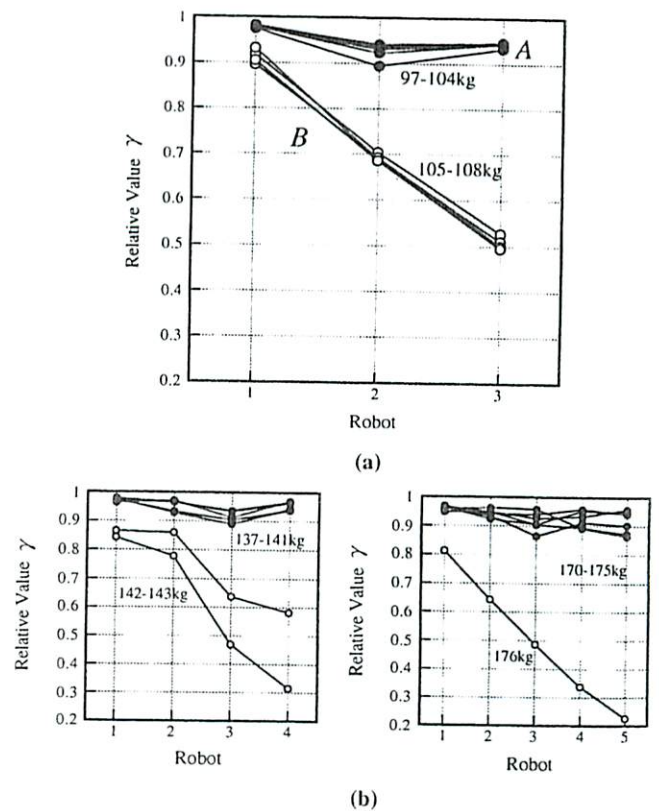 1
0.9
0.8
0.7
0.6
0.5
0.4
0.3
0.2
Relative Value γ
A
97-104kg
B
105-108kg
1 2 3
Robot
(a)
1
0.9
0.8
0.7
0.6
0.5
0.4
0.3
0.2
Relative Value γ
137-141kg
142-143kg
1 2 3 4
Robot
1
0.9
0.8
0.7
0.6
0.5
0.4
0.3
0.2
Relative Value γ
170-175kg
176kg
1 2 3 4 5
Robot
(b)